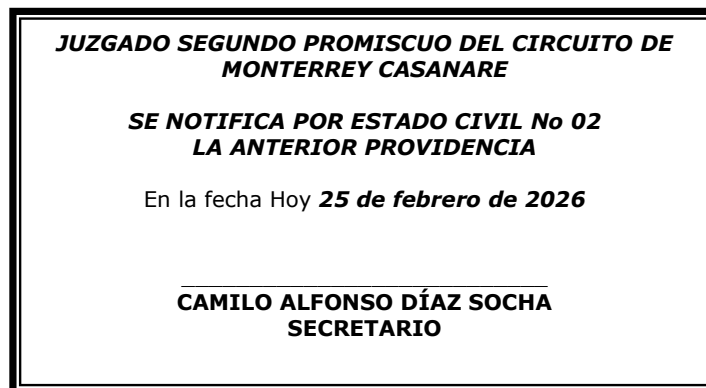 JUZGADO SEGUNDO PROMISCUO DEL CIRCUITO DE
MONTERREY CASANARE
SE NOTIFICA POR ESTADO CIVIL No 02
LA ANTERIOR PROVIDENCIA
En la fecha Hoy 25 de febrero de 2026
CAMILO ALFONSO DÍAZ SOCHA
SECRETARIO